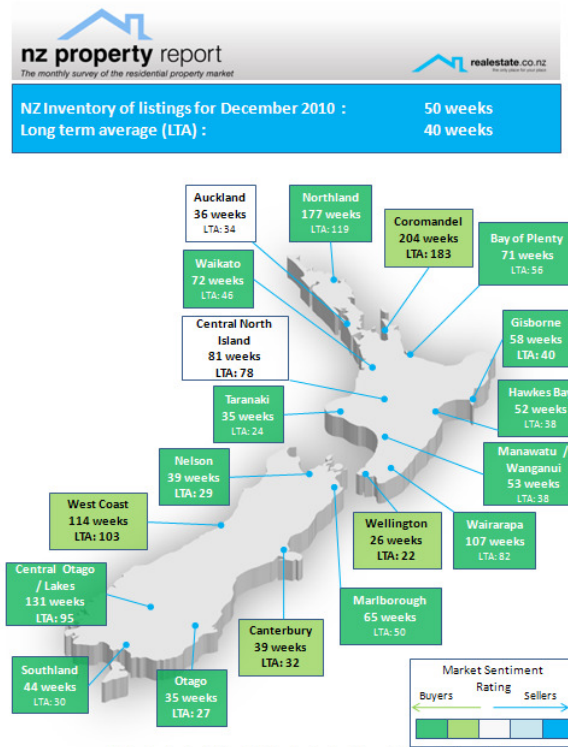 nz property report
The monthly survey of the residential property market
realestate.co.nz
the only place for your place
NZ Inventory of listings for December 2010 : 50 weeks
Long term average (LTA) : 40 weeks
Auckland
36 weeks
LTA: 34
Northland
177 weeks
LTA: 119
Coromandel
204 weeks
LTA: 183
Bay of Plenty
71 weeks
LTA: 56
Waikato
72 weeks
LTA: 46
Gisborne
58 weeks
LTA: 40
Central North
Island
81 weeks
LTA: 78
Hawkes Bay
52 weeks
LTA: 38
Taranaki
35 weeks
LTA: 24
Manawatu /
Wanganui
53 weeks
LTA: 38
Nelson
39 weeks
LTA: 29
West Coast
114 weeks
LTA: 103
Wellington
26 weeks
LTA: 22
Wairarapa
107 weeks
LTA: 82
Central Otago
/ Lakes
131 weeks
LTA: 95
Marlborough
65 weeks
LTA: 50
Canterbury
39 weeks
LTA: 32
Southland
44 weeks
LTA: 30
Otago
35 weeks
LTA: 27
Market Sentiment
Rating
Buyers Sellers